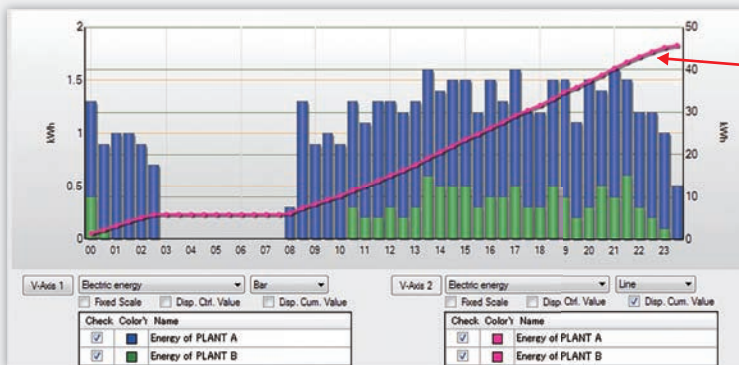 2 50
1.5 40
kWh 30 kWh
1 20
0.5 10
0 0
00 01 02 03 04 05 06 07 08 09 10 11 12 13 14 15 16 17 18 9 20 21 22 23
V-Axis 1 Electric energy Bar V-Axis 2 Electric energy Line
Fixed Scale Disp. Ctrl. Value Disp. Cum. Value Fixed Scale Disp. Ctrl. Value Disp. Cum. Value
Check Color Name Check Color Name
Energy of PLANT A Energy of PLANT A
Energy of PLANT B Energy of PLANT B